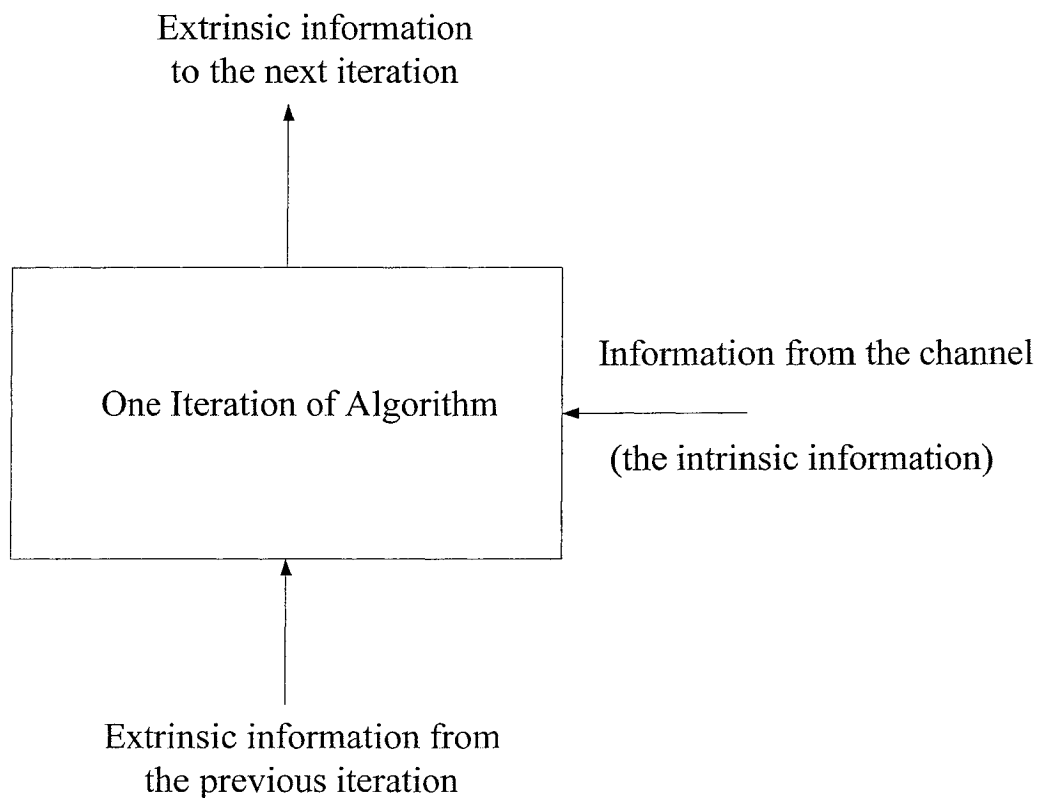 Extrinsic information
to the next iteration
Information from the channel
One Iteration of Algorithm
(the intrinsic information)
Extrinsic information from
the previous iteration